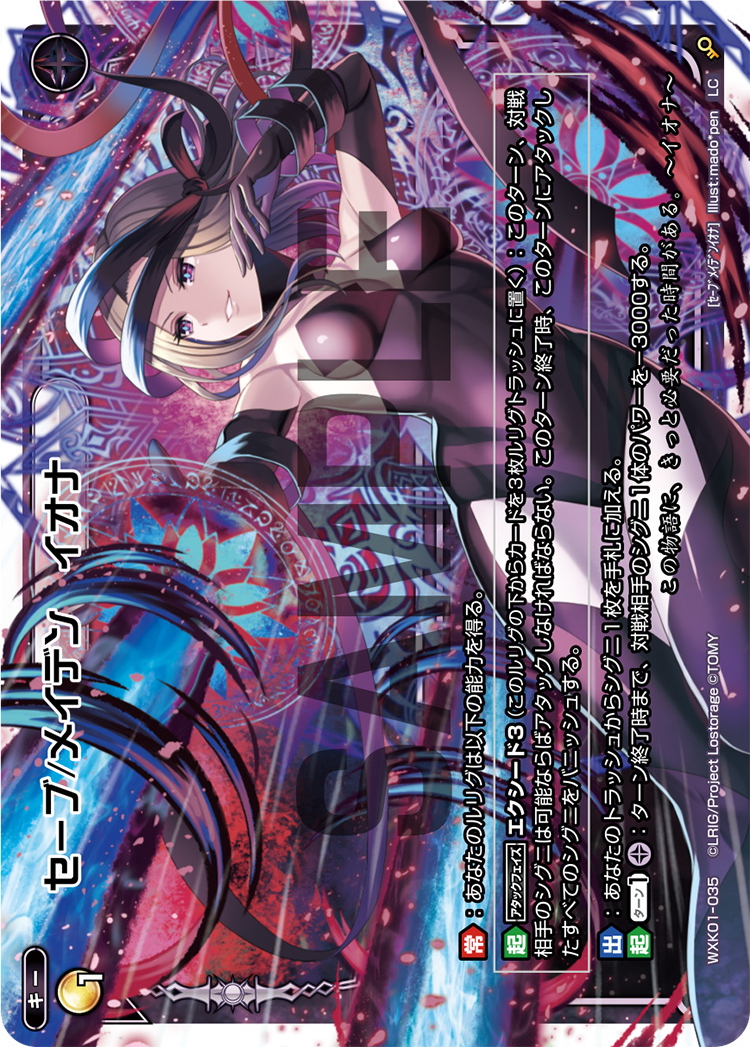 キー
セーブ/メイデン イオナ
1
SAMPLE
常：あなたのルリグは以下の能力を得る。
起 アタックフェイズ エクシード3（このルリグの下からカードを3枚ルリグトラッシュに置く）：このターン、対戦
相手のシグニは可能ならばアタックしなければならない。このターン終了時、このターンにアタックし
たすべてのシグニをバニッシュする。
出：あなたのトラッシュからシグニ1枚を手札に加える。
起 ターン1：ターン終了時まで、対戦相手のシグニ1体のパワーを－3000する。
この物語に、きっと必要だった時間がある。～イオナ～
WXK01-035 ©LRIG/Project Lostorage ©TOMY
[セーブメイデンイオナ] Illust:mado*pen LC